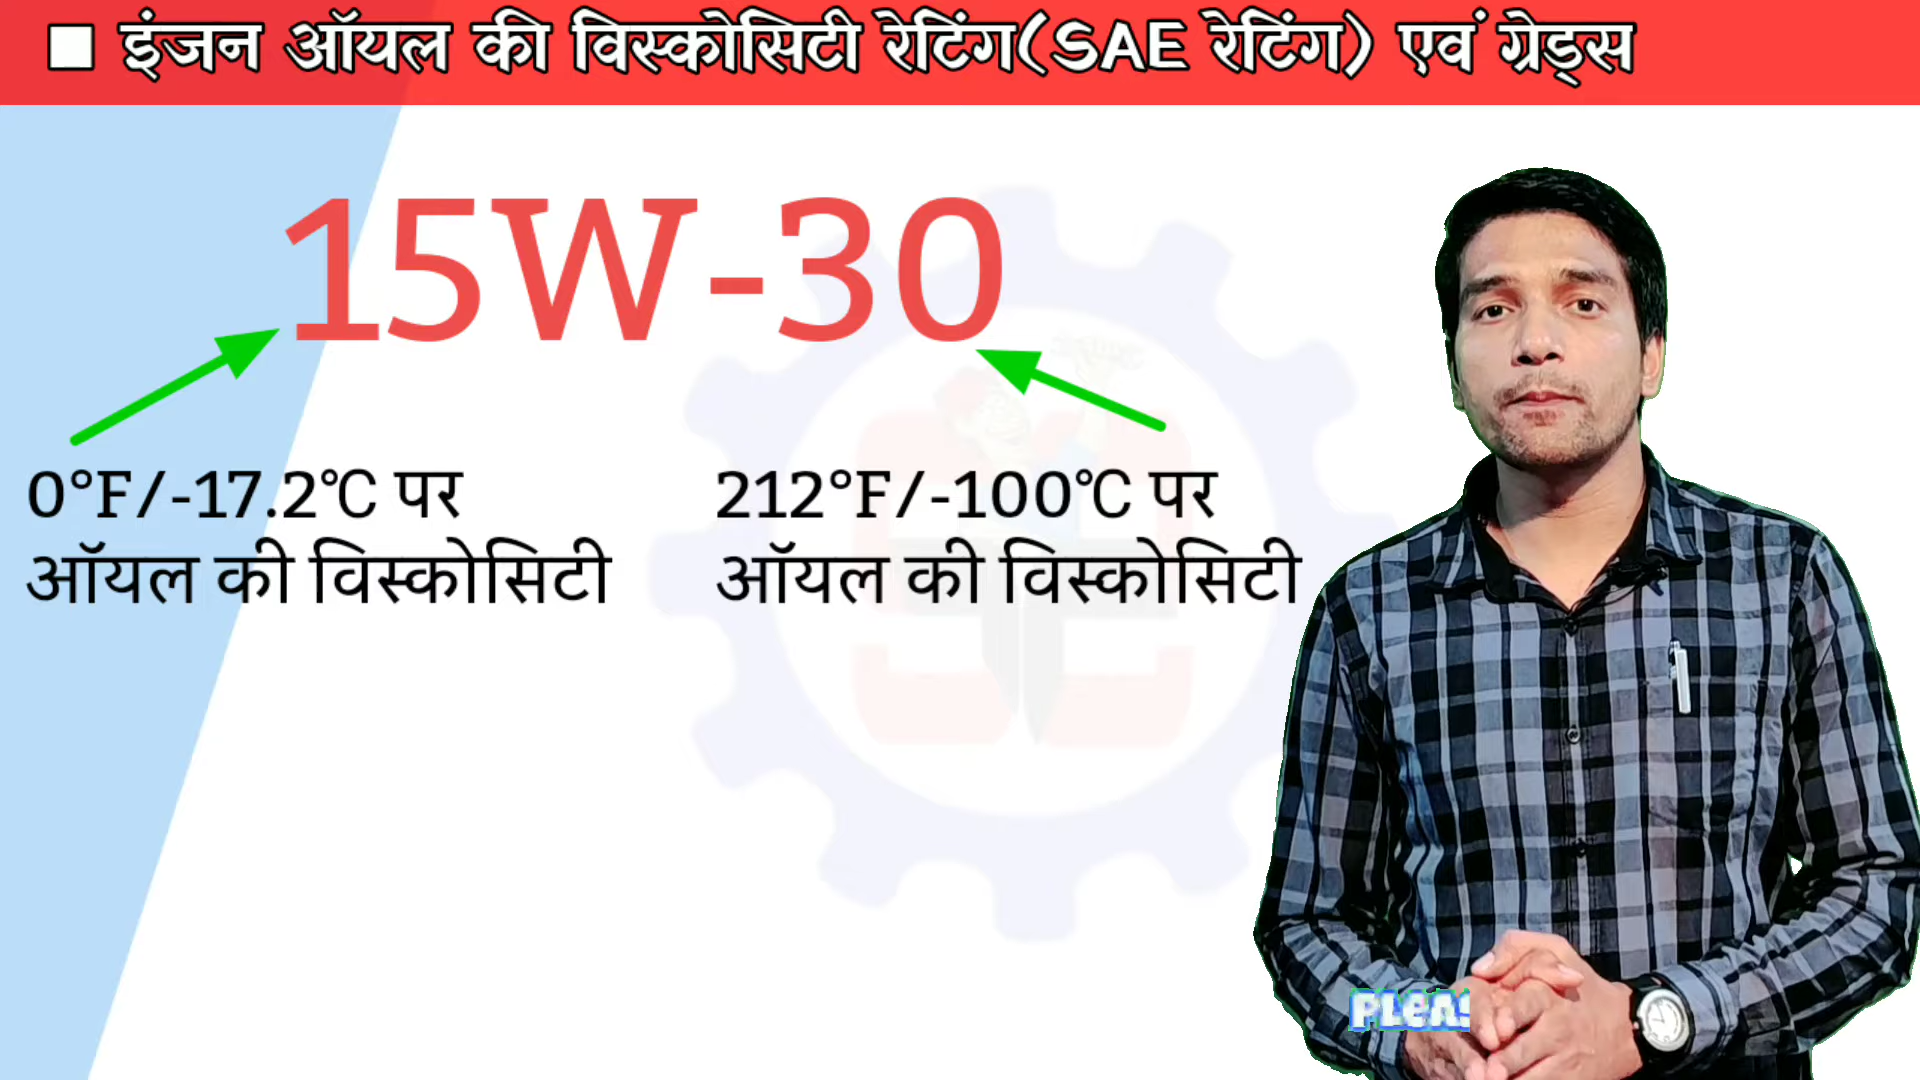 इंजन ऑयल की विस्कोसिटी रेटिंग(SAE रेटिंग) एवं ग्रेड्स
15W-30
0°F/-17.2℃ पर
ऑयल की विस्कोसिटी
212°F/-100℃ पर
ऑयल की विस्कोसिटी